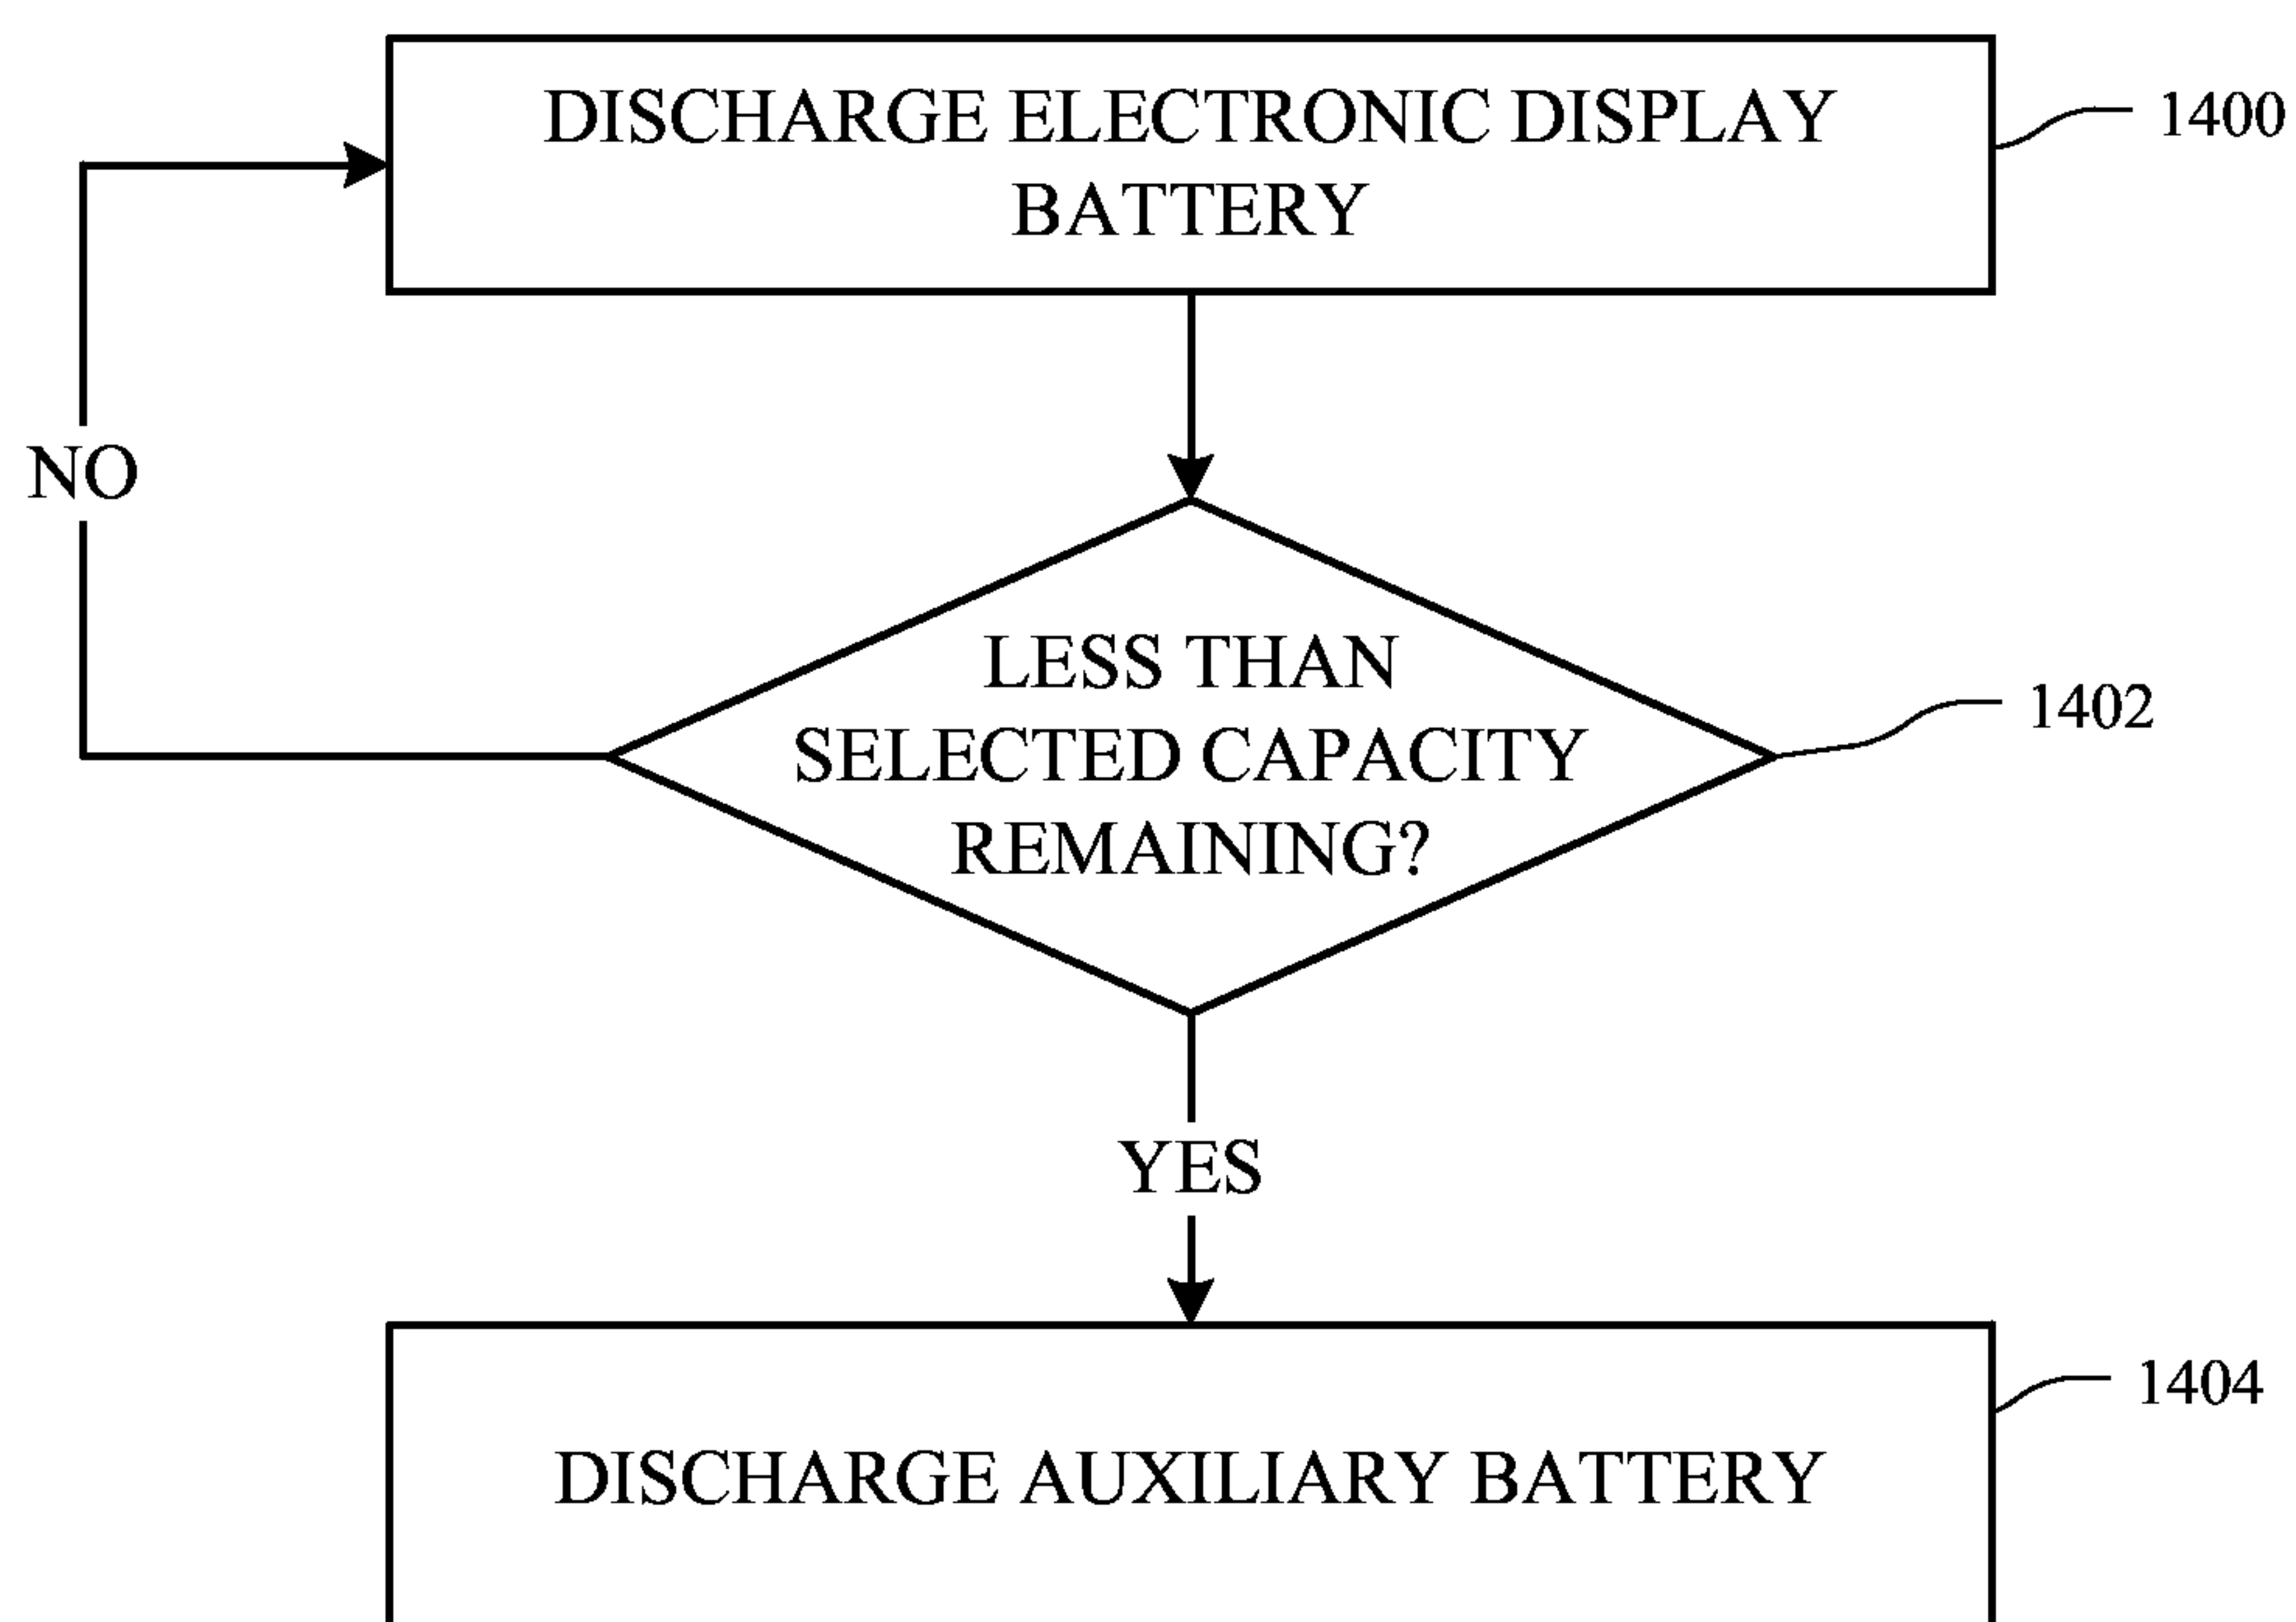 DISCHARGE ELECTRONIC DISPLAY
BATTERY
1400
NO
LESS THAN
SELECTED CAPACITY
REMAINING?
1402
YES
1404
DISCHARGE AUXILIARY BATTERY